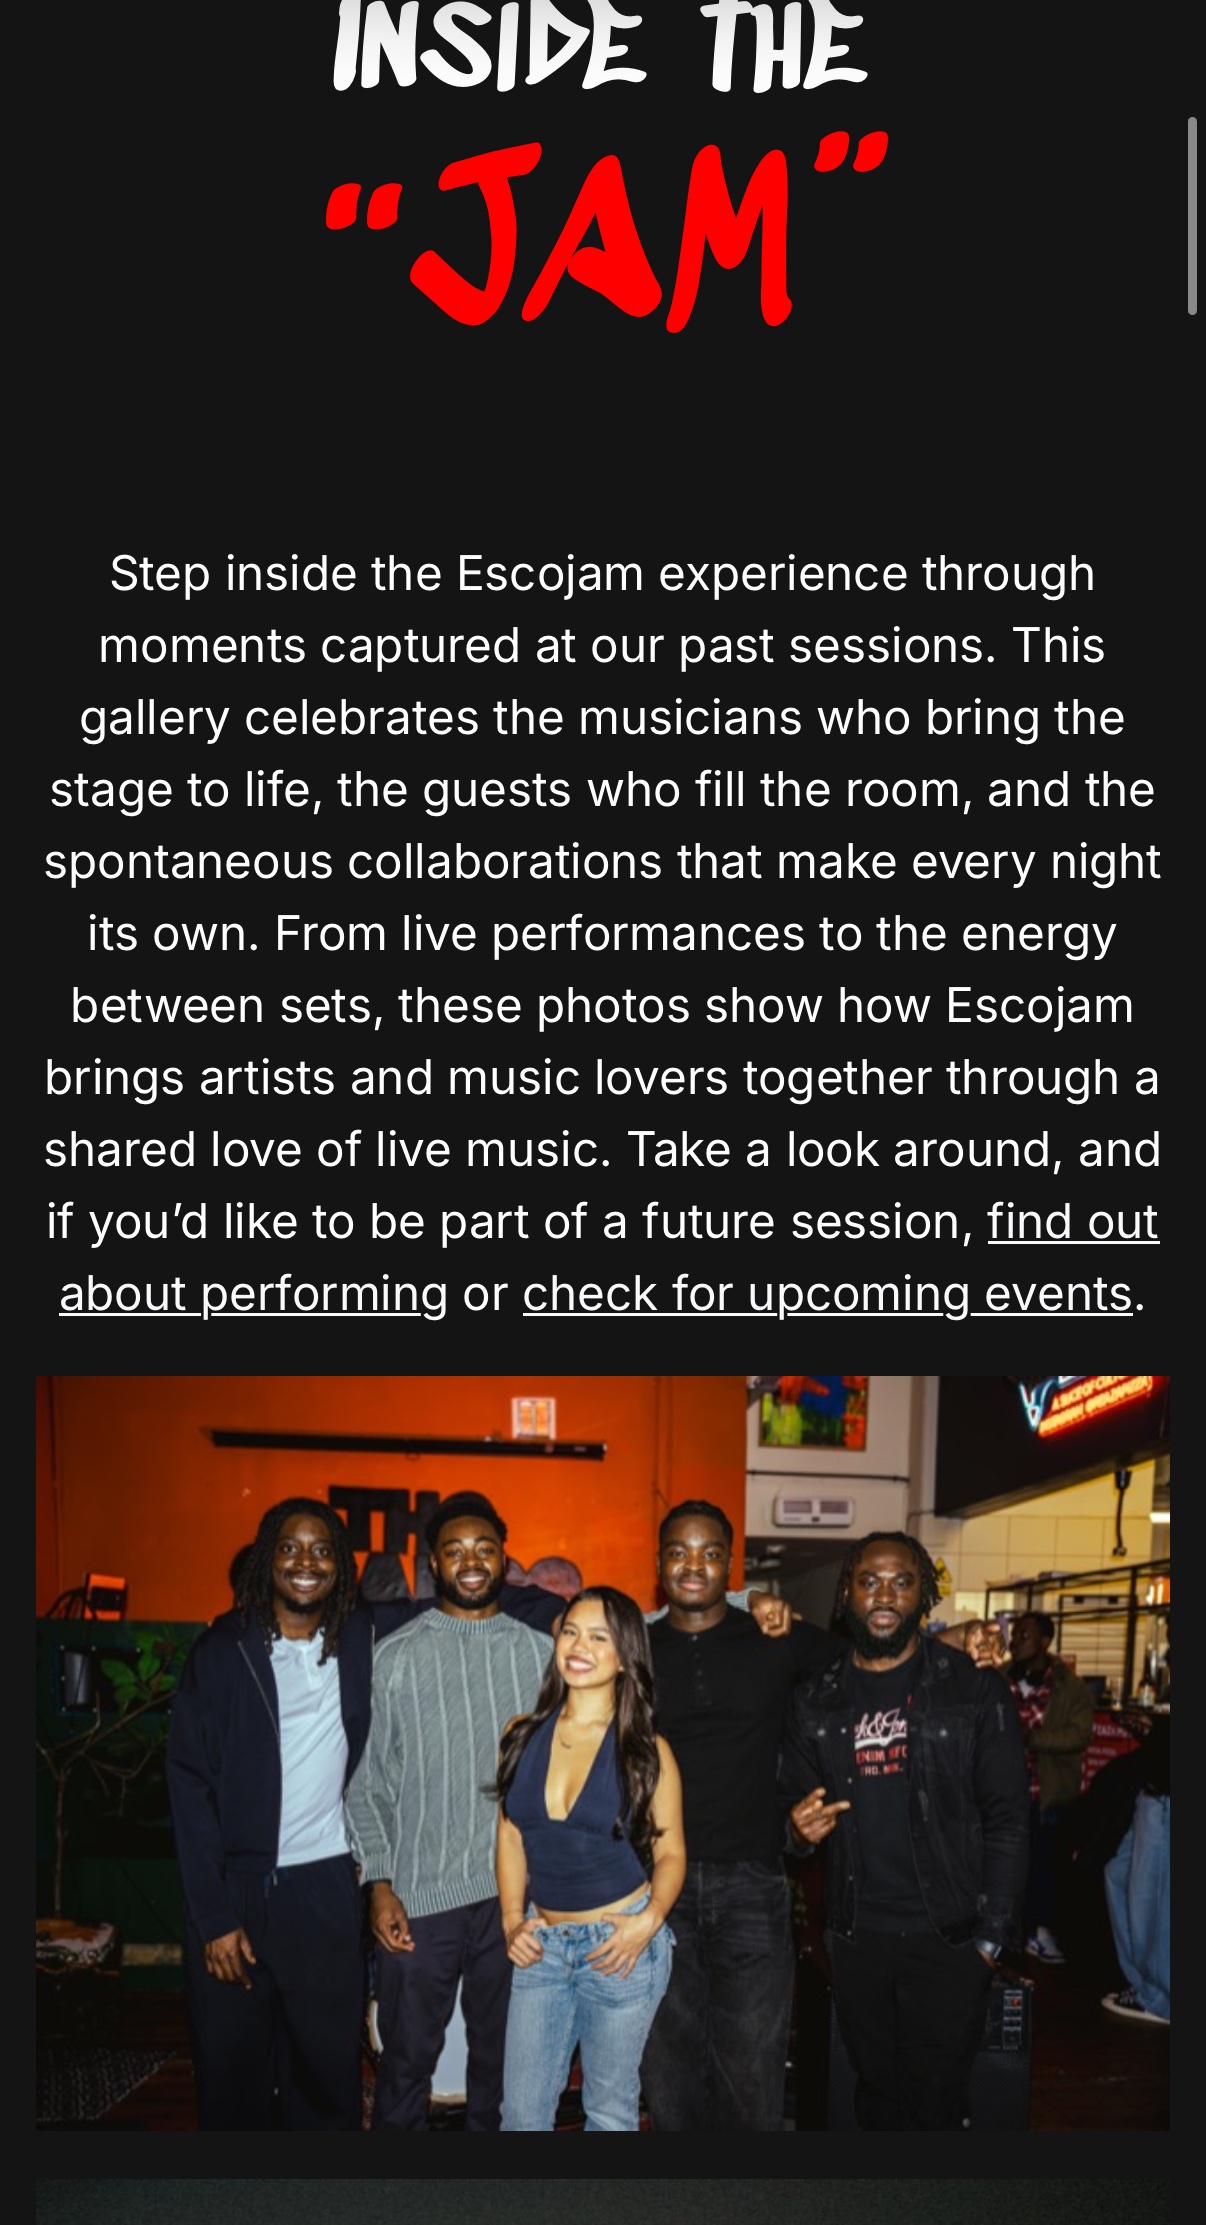 INSIDE THE
“JAM”
Step inside the Escojam experience through
moments captured at our past sessions. This
gallery celebrates the musicians who bring the
stage to life, the guests who fill the room, and the
spontaneous collaborations that make every night
its own. From live performances to the energy
between sets, these photos show how Escojam
brings artists and music lovers together through a
shared love of live music. Take a look around, and
if you’d like to be part of a future session, find out
about performing or check for upcoming events.
TH